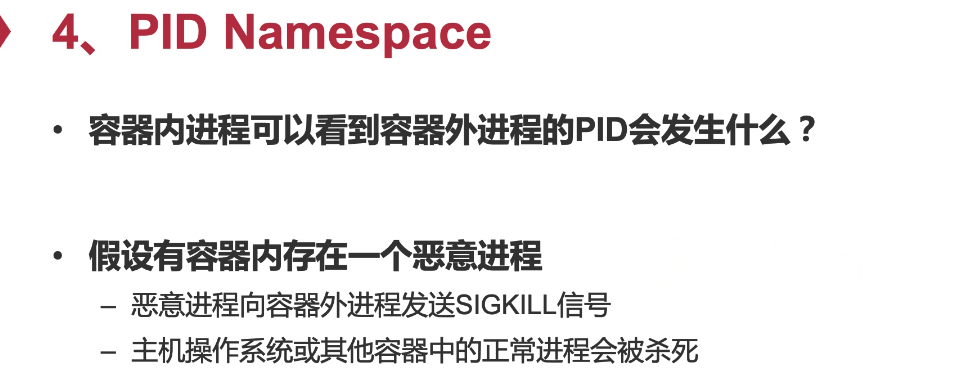 4、PID Namespace
• 容器内进程可以看到容器外进程的PID会发生什么？
• 假设有容器内存在一个恶意进程
– 恶意进程向容器外进程发送SIGKILL信号
– 主机操作系统或其他容器中的正常进程会被杀死